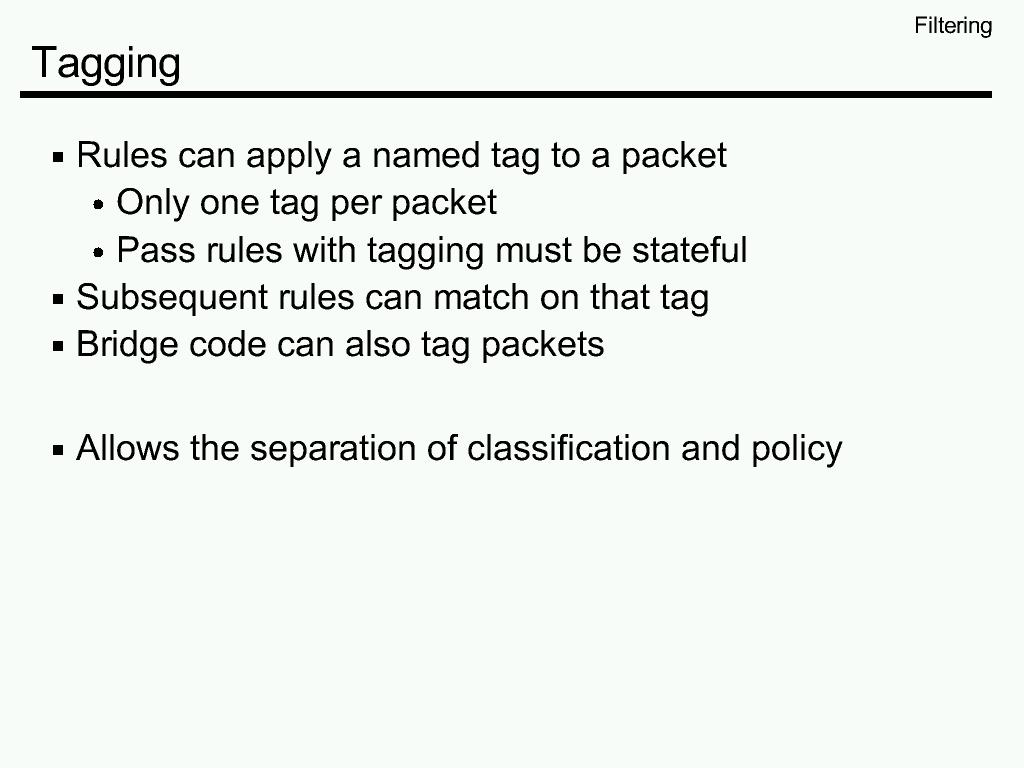 Filtering
Tagging
Rules can apply a named tag to a packet
Only one tag per packet
Pass rules with tagging must be stateful
Subsequent rules can match on that tag
Bridge code can also tag packets
Allows the separation of classification and policy